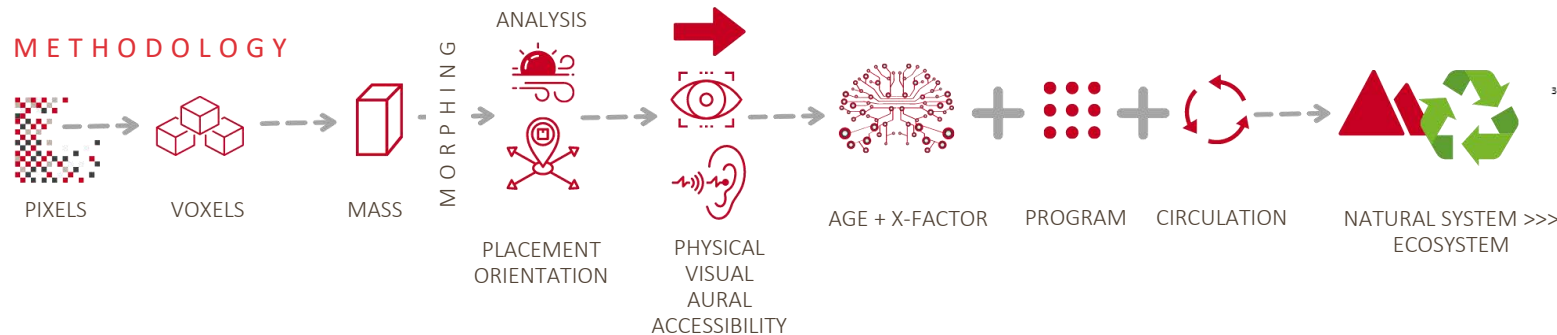 METHODOLOGY
PIXELS
VOXELS
MASS
MORPHING
ANALYSIS
PLACEMENT
ORIENTATION
PHYSICAL
VISUAL
AURAL
ACCESSIBILITY
AGE + X-FACTOR
PROGRAM
CIRCULATION
NATURAL SYSTEM >>>
ECOSYSTEM
3